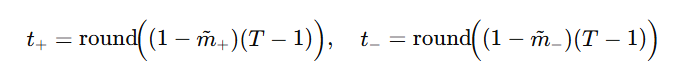 t₊ = round((1 − m̃₊)(T − 1)), t₋ = round((1 − m̃₋)(T − 1))